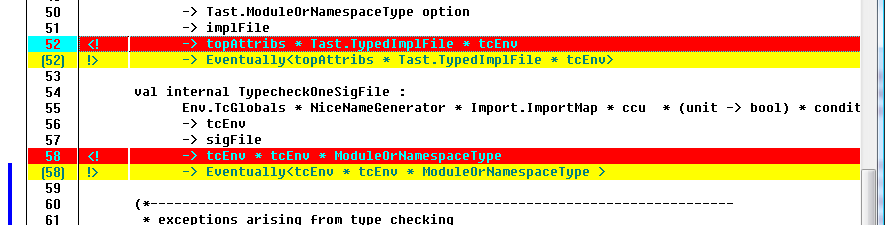 50 -> Tast.ModuleOrNamespaceType option
51 -> implFile
52 <! -> topAttribs * Tast.TypedImplFile * tcEnv
(52) !> -> Eventually<topAttribs * Tast.TypedImplFile * tcEnv>
53
54 val internal TypecheckOneSigFile :
55 Env.TcGlobals * NiceNameGenerator * Import.ImportMap * ccu  * (unit -> bool) * condit
56 -> tcEnv
57 -> sigFile
58 <! -> tcEnv * tcEnv * ModuleOrNamespaceType
(58) !> -> Eventually<tcEnv * tcEnv * ModuleOrNamespaceType >
59
60 (*-------------------------------------------------------------------------
61 * exceptions arising from type checking